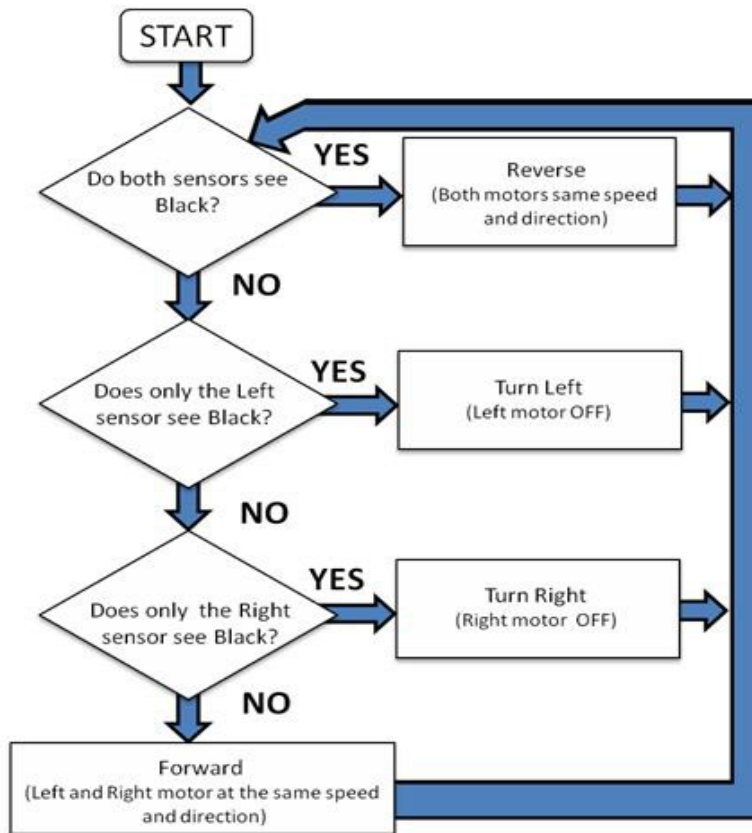 START
Do both sensors see
Black?
YES
Reverse
(Both motors same speed
and direction)
NO
Does only the Left
sensor see Black?
YES
Turn Left
(Left motor OFF)
NO
Does only the Right
sensor see Black?
YES
Turn Right
(Right motor OFF)
NO
Forward
(Left and Right motor at the same speed
and direction)